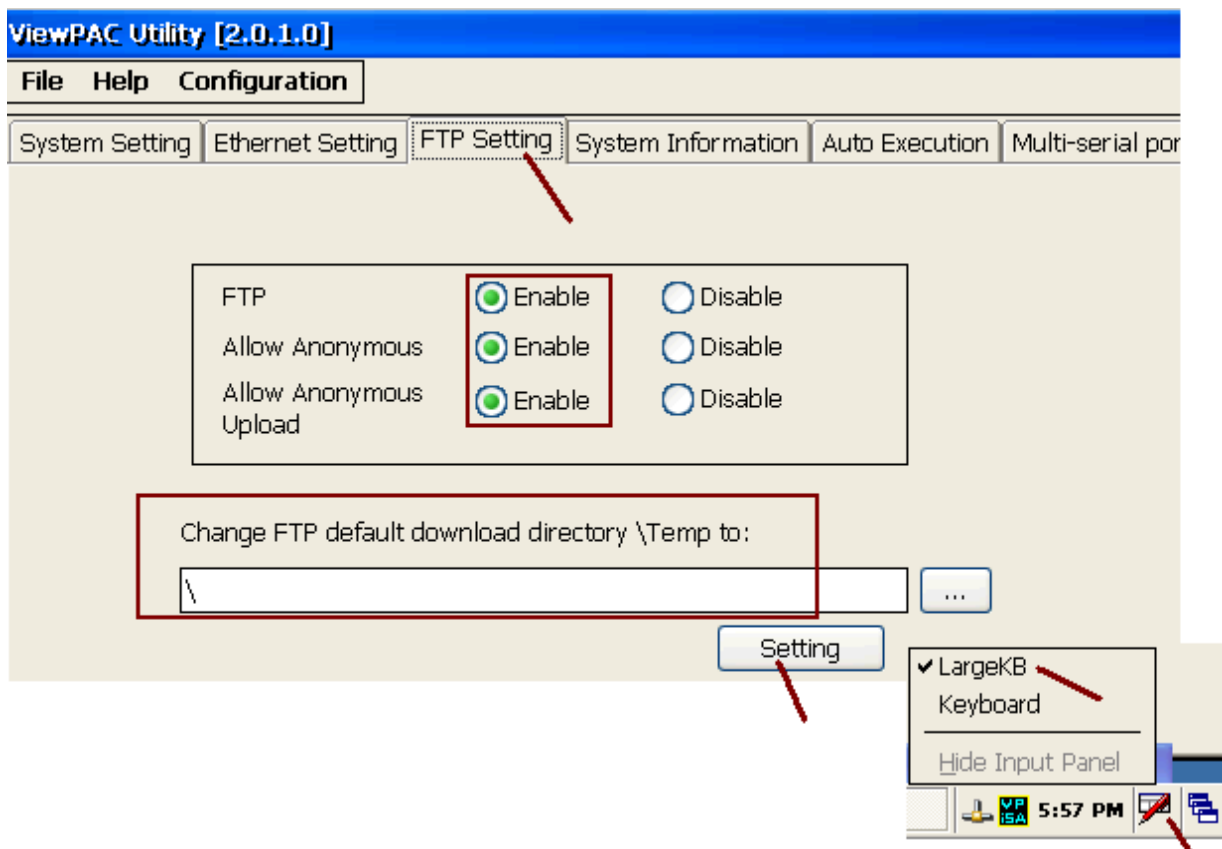 ViewPAC Utility [2.0.1.0]
File Help Configuration
System Setting Ethernet Setting FTP Setting System Information Auto Execution Multi-serial por
FTP Enable Disable
Allow Anonymous Enable Disable
Allow Anonymous Upload Enable Disable
Change FTP default download directory \Temp to:
\ ...
Setting
LargeKB
Keyboard
Hide Input Panel
VP iSA 5:57 PM